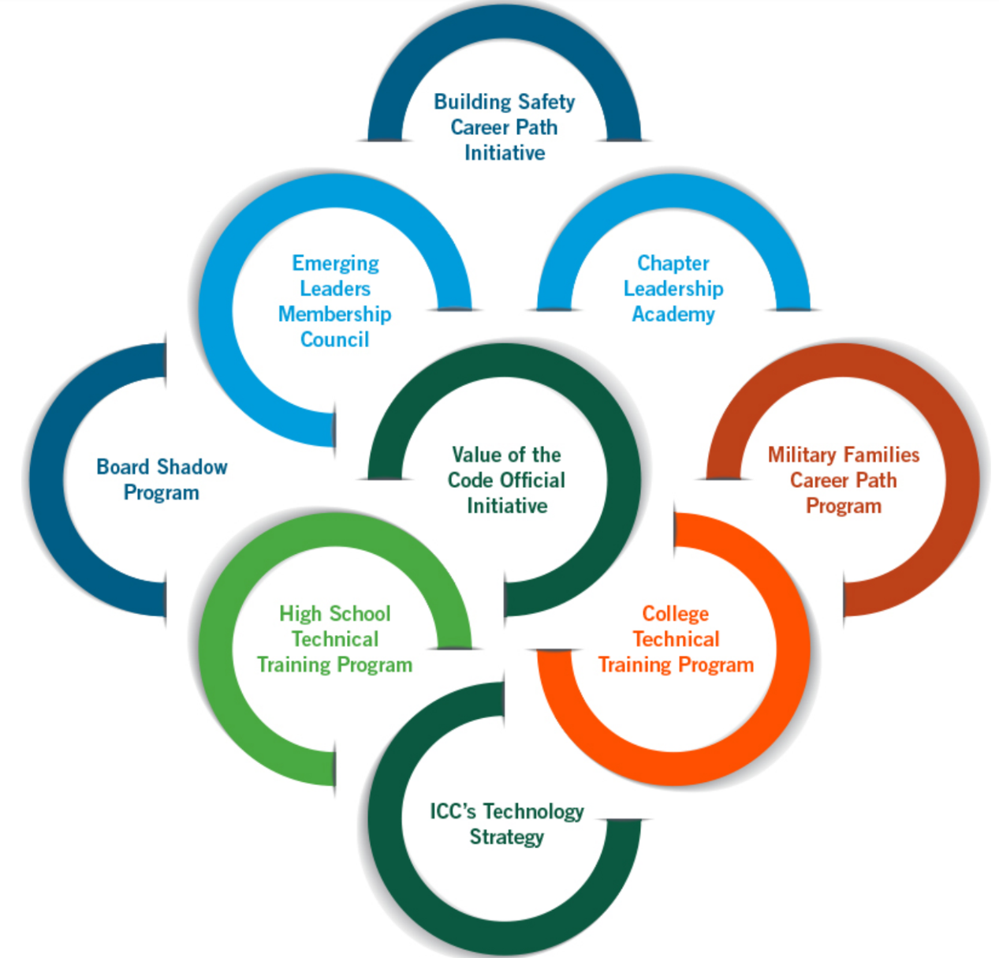 Building Safety
Career Path
Initiative
Emerging
Leaders
Membership
Council
Chapter
Leadership
Academy
Board Shadow
Program
Value of the
Code Official
Initiative
Military Families
Career Path
Program
High School
Technical
Training Program
College
Technical
Training Program
ICC’s Technology
Strategy